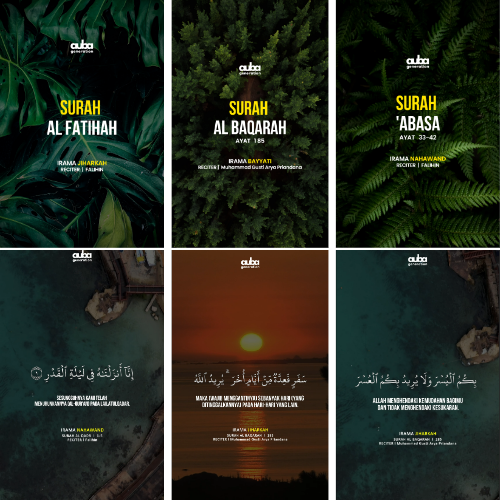 auba
generation
SURAH
AL FATIHAH
IRAMA JIHARKAH
RECITER | FALIHIN
auba
generation
SURAH
AL BAQARAH
AYAT 185
IRAMA BAYYATI
RECITER | Muhammad Gusti Arya Priandana
auba
generation
SURAH
'ABASA
AYAT 33-42
IRAMA NAHAWAND
RECITER | FALIHIN
auba
generation
إِنَّآ أَنزَلْنَـٰهُ فِى لَيْلَةِ ٱلْقَدْرِ
SESUNGGUHNYA KAMI TELAH
MENURUNKANNYA (AL-QUR'AN) PADA LAILATULQADAR.
IRAMA NAHAWAND
SURAH AL QADR | 1-5
RECITER | FALIHIN
auba
generation
سَفَرٍ فَعِدَّةٌ مِّنْ أَيَّامٍ أُخَرَ ۗ يُرِيدُ ٱللَّهُ
MAKA (WAJIB MENGGANTINYA) SEBANYAK HARI (YANG
DITINGGALKANNYA) PADA HARI-HARI YANG LAIN.
IRAMA JIHARKAH
SURAH AL BAQARAH | 185
RECITER | Muhammad Gusti Arya Priandana
auba
generation
بِكُمُ ٱلْيُسْرَ وَلَا يُرِيدُ بِكُمُ ٱلْعُسْرَ
ALLAH MENGHENDAKI KEMUDAHAN BAGIMU
DAN TIDAK MENGHENDAKI KESUKARAN.
IRAMA JIHARKAH
SURAH AL BAQARAH | 185
RECITER | Muhammad Gusti Arya Priandana